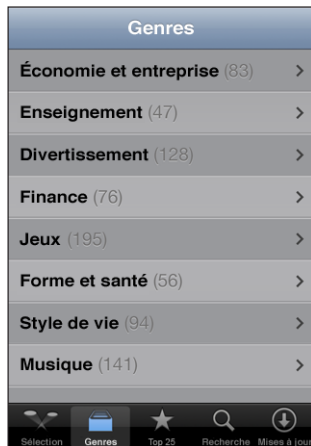 Genres
Économie et entreprise (83)
Enseignement (47)
Divertissement (128)
Finance (76)
Jeux (195)
Forme et santé (56)
Style de vie (94)
Musique (141)
Sélection Genres Top 25 Recherche Mises à jour